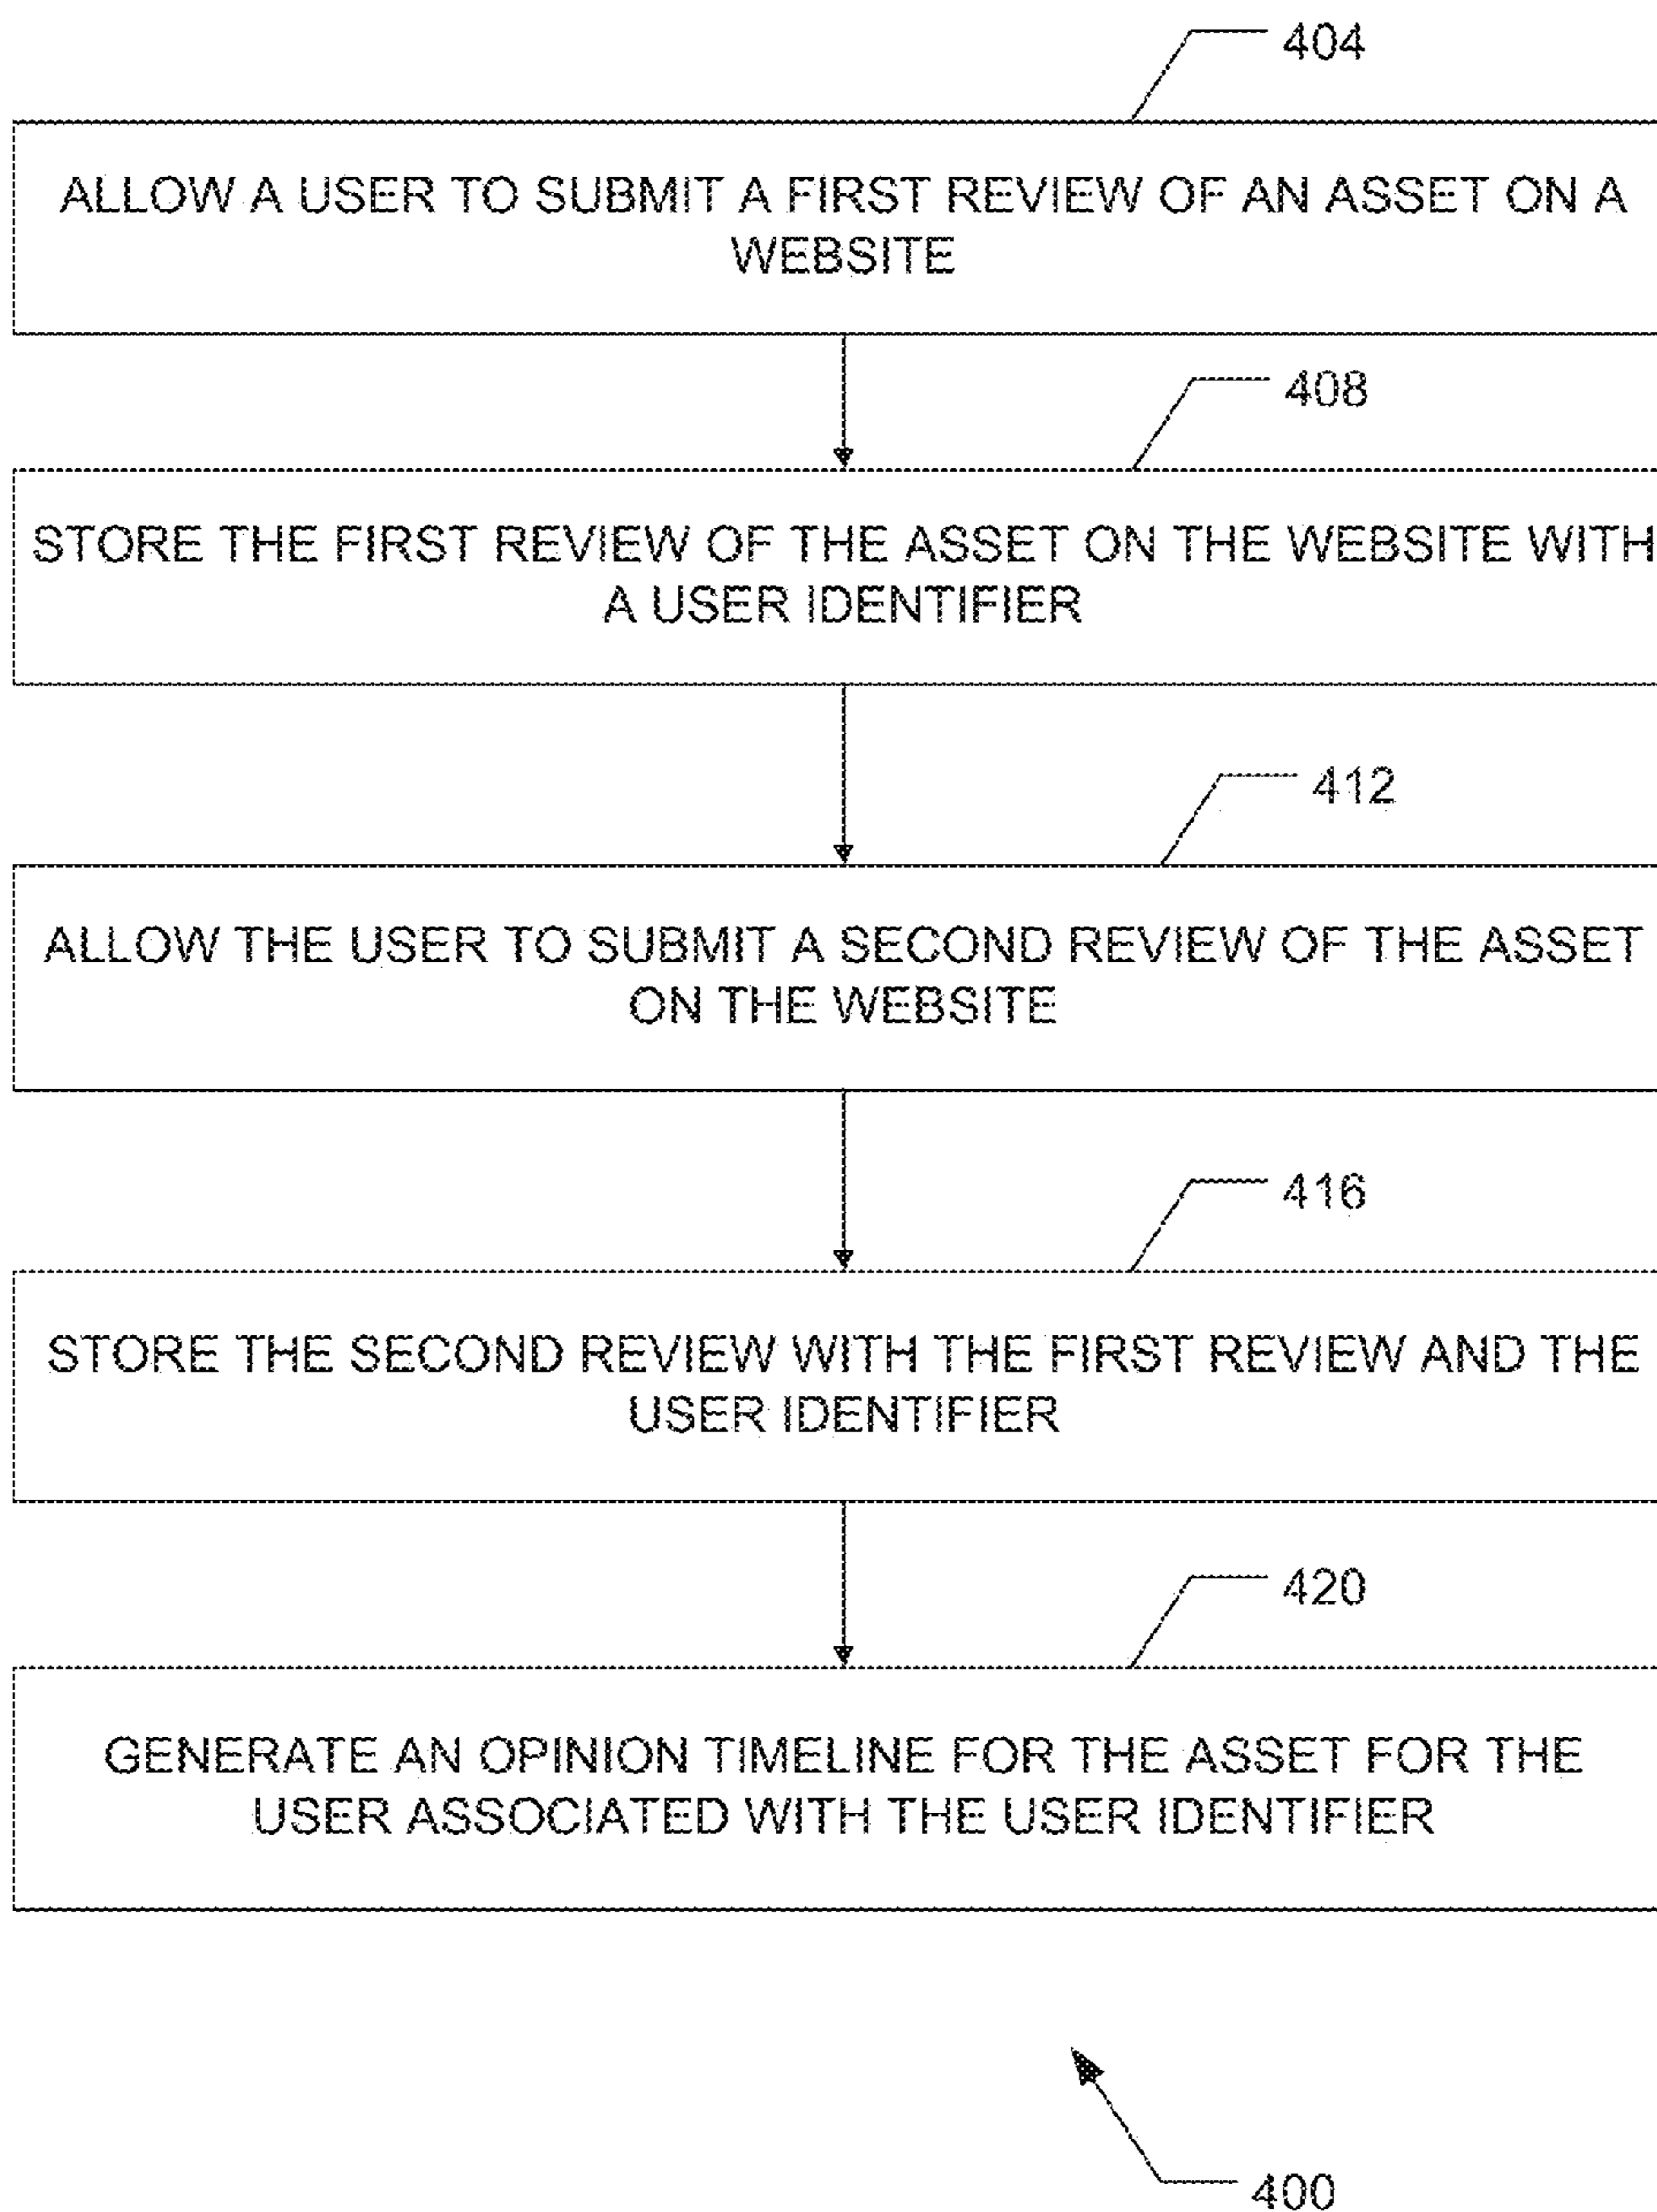 404
ALLOW A USER TO SUBMIT A FIRST REVIEW OF AN ASSET ON A
WEBSITE
408
STORE THE FIRST REVIEW OF THE ASSET ON THE WEBSITE WITH
A USER IDENTIFIER
412
ALLOW THE USER TO SUBMIT A SECOND REVIEW OF THE ASSET
ON THE WEBSITE
416
STORE THE SECOND REVIEW WITH THE FIRST REVIEW AND THE
USER IDENTIFIER
420
GENERATE AN OPINION TIMELINE FOR THE ASSET FOR THE
USER ASSOCIATED WITH THE USER IDENTIFIER
400